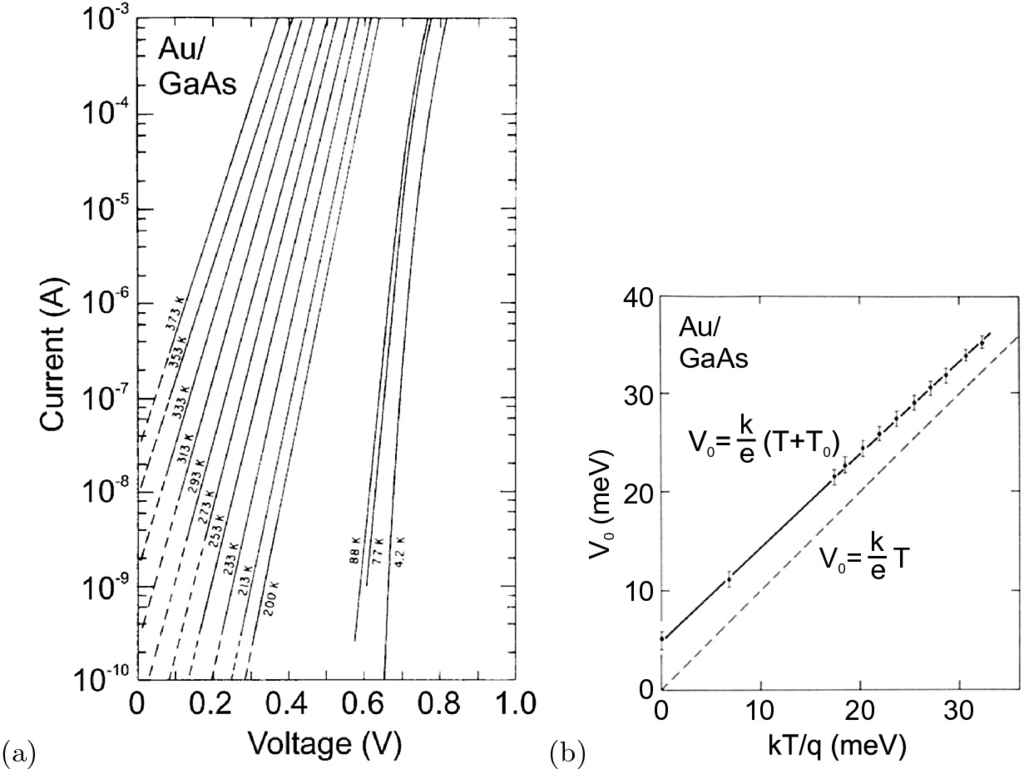 10⁻³
Au/
GaAs
10⁻⁴
10⁻⁵
10⁻⁶
10⁻⁷
10⁻⁸
10⁻⁹
10⁻¹⁰
Current (A)
373 K
353 K
333 K
313 K
293 K
273 K
253 K
233 K
213 K
200 K
88 K
77 K
4.2 K
0 0.2 0.4 0.6 0.8 1.0
Voltage (V)
(a)
40
30
20
10
0
V₀ (meV)
Au/
GaAs
V₀= k/e (T+T₀)
V₀= k/e T
0 10 20 30
kT/q (meV)
(b)